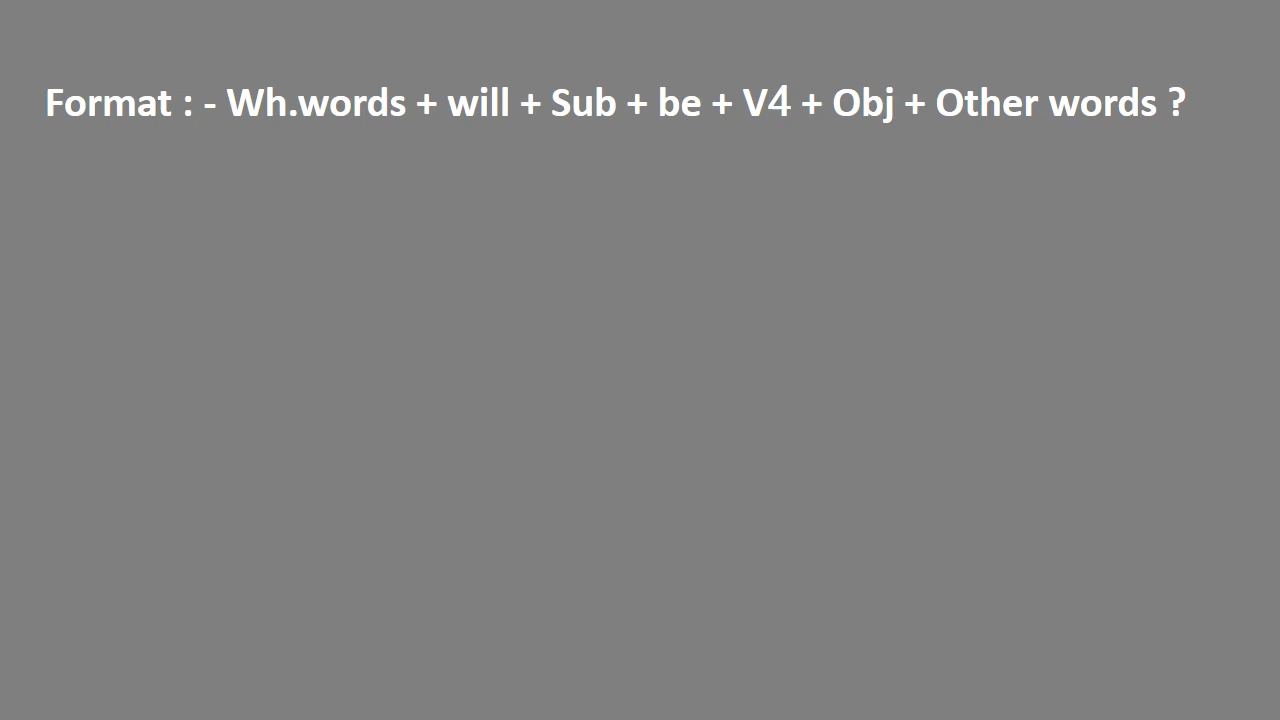 Format : - Wh.words + will + Sub + be + V4 + Obj + Other words ?